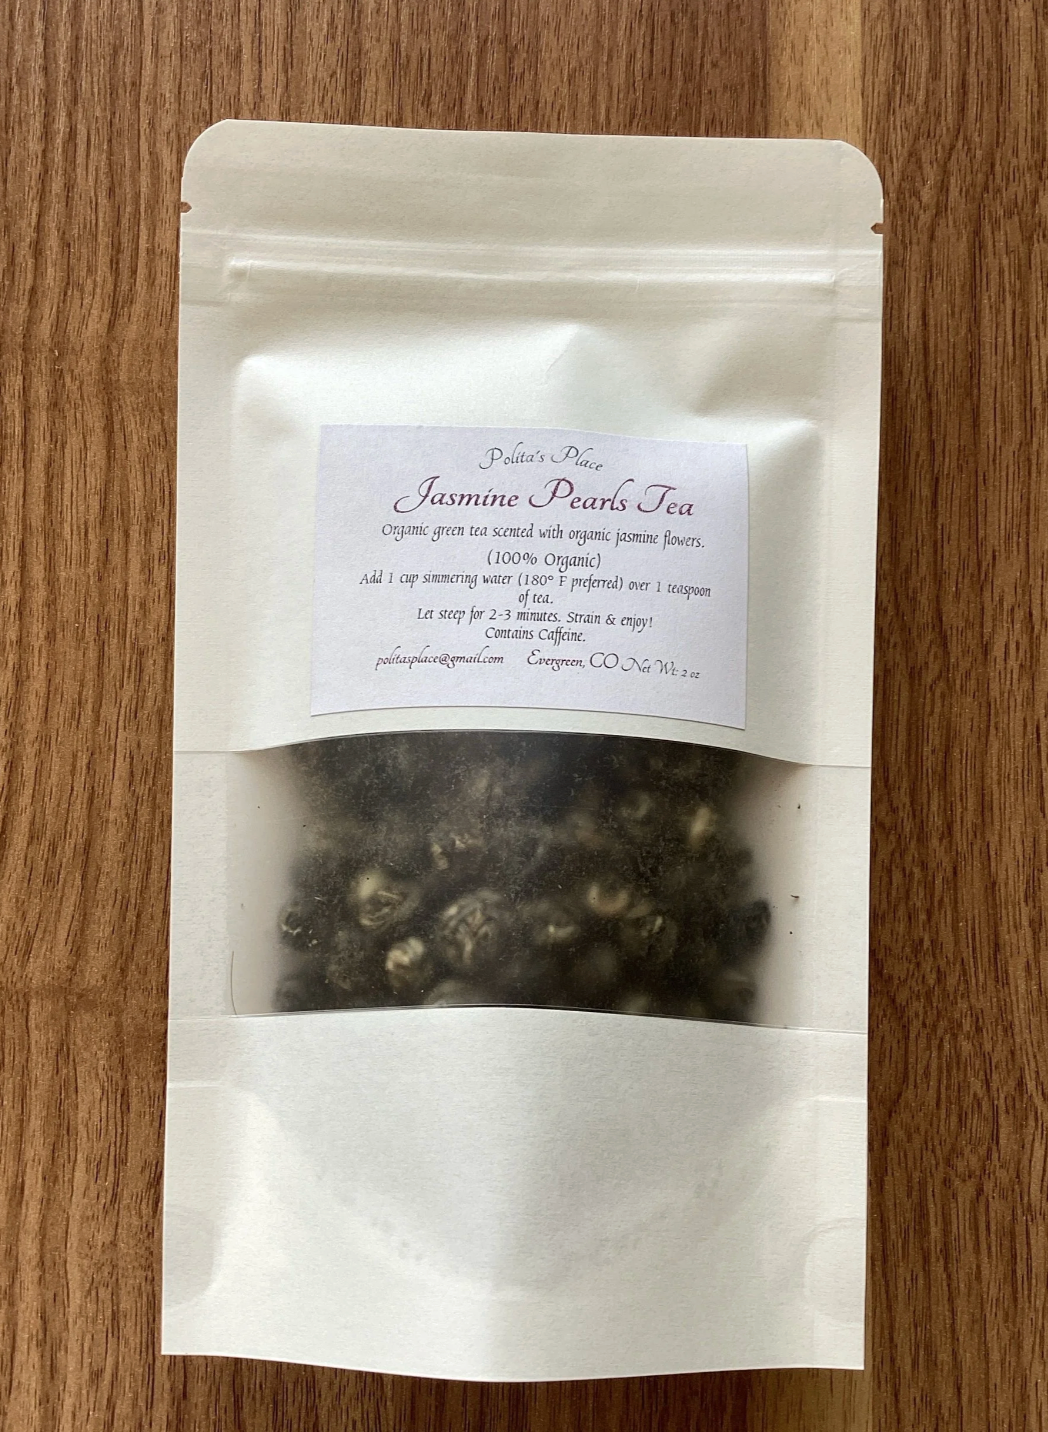 Polita's Place
Jasmine Pearls Tea
Organic green tea scented with organic jasmine flowers.
(100% Organic)
Add 1 cup simmering water (180° F preferred) over 1 teaspoon
of tea.
Let steep for 2-3 minutes. Strain & enjoy!
Contains Caffeine.
politasplace@gmail.com Evergreen, CO Net Wt: 2 oz